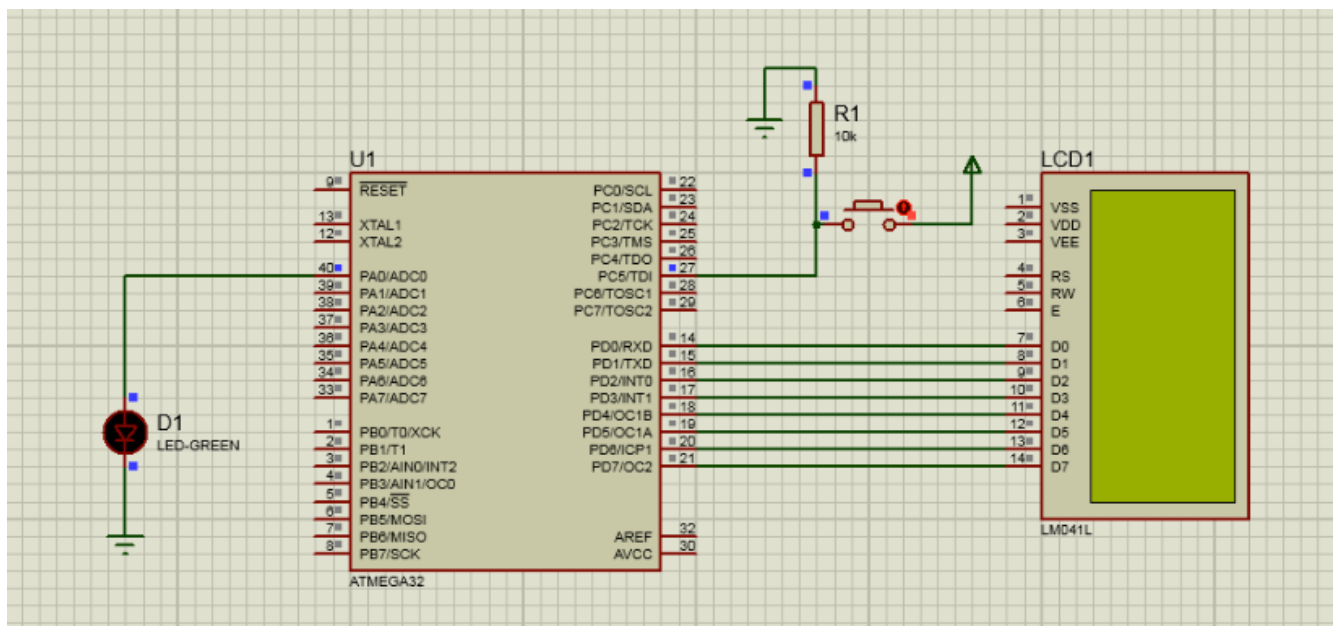 R1
10k
U1
9
RESET
13
XTAL1
12
XTAL2
40
PA0/ADC0
39
PA1/ADC1
38
PA2/ADC2
37
PA3/ADC3
36
PA4/ADC4
35
PA5/ADC5
34
PA6/ADC6
33
PA7/ADC7
1
PB0/T0/XCK
2
PB1/T1
3
PB2/AIN0/INT2
4
PB3/AIN1/OC0
5
PB4/SS
6
PB5/MOSI
7
PB6/MISO
8
PB7/SCK
PC0/SCL
22
PC1/SDA
23
PC2/TCK
24
PC3/TMS
25
PC4/TDO
26
PC5/TDI
27
PC6/TOSC1
28
PC7/TOSC2
29
PD0/RXD
14
PD1/TXD
15
PD2/INT0
16
PD3/INT1
17
PD4/OC1B
18
PD5/OC1A
19
PD6/ICP1
20
PD7/OC2
21
AREF
32
AVCC
30
ATMEGA32
D1
LED-GREEN
LCD1
1
VSS
2
VDD
3
VEE
4
RS
5
RW
6
E
7
D0
8
D1
9
D2
10
D3
11
D4
12
D5
13
D6
14
D7
LM041L